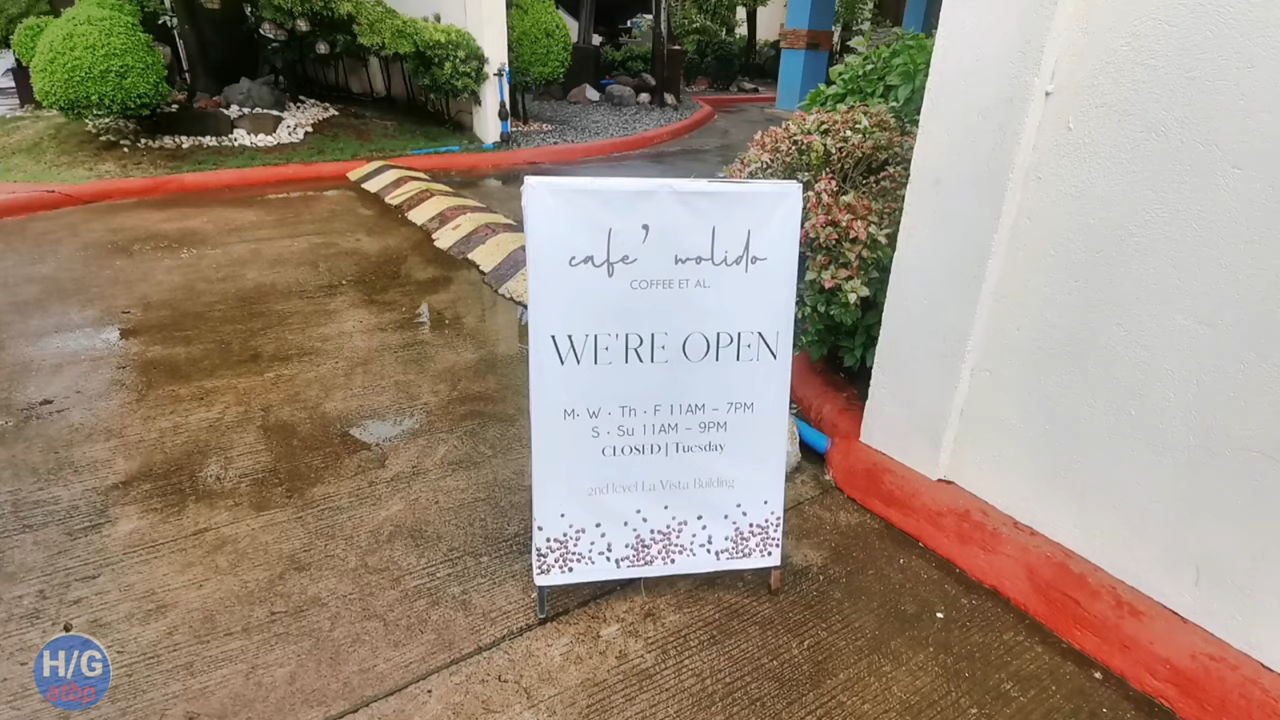 cafe' molido
COFFEE ET AL.
WE'RE OPEN
M· W · Th · F 11AM – 7PM
S · Su 11AM – 9PM
CLOSED | Tuesday
2nd level La Vista Building
H/G
atbp